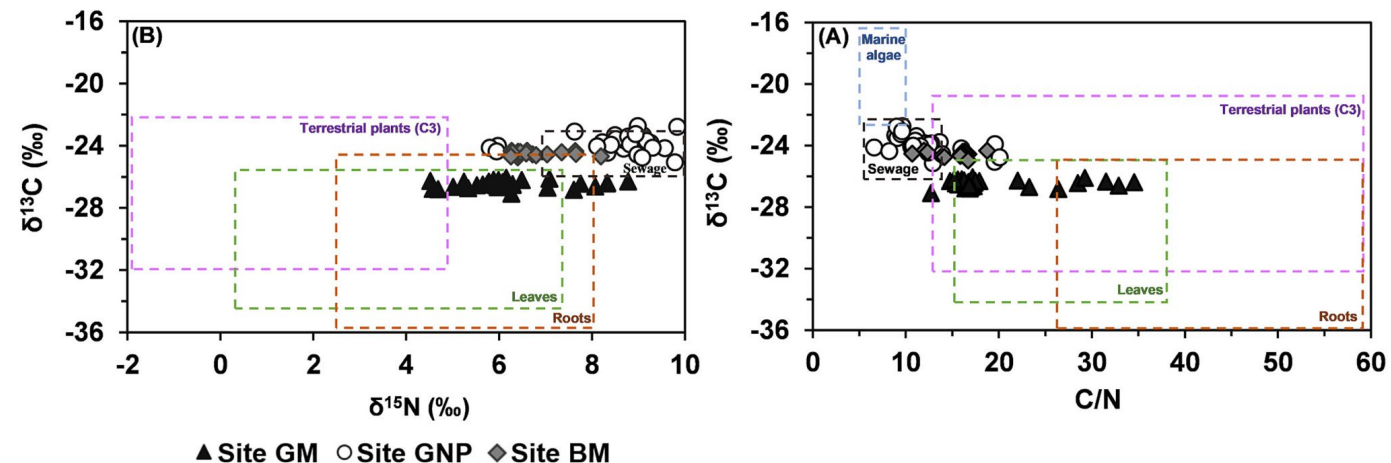 (B)
-16
-20
-24
-28
-32
-36
δ13C (‰)
Terrestrial plants (C3)
Sewage
Leaves
Roots
-2 0 2 4 6 8 10
δ15N (‰)
(A)
-16
-20
-24
-28
-32
-36
δ13C (‰)
Marine
algae
Terrestrial plants (C3)
Sewage
Leaves
Roots
0 10 20 30 40 50 60
C/N
Site GM Site GNP Site BM